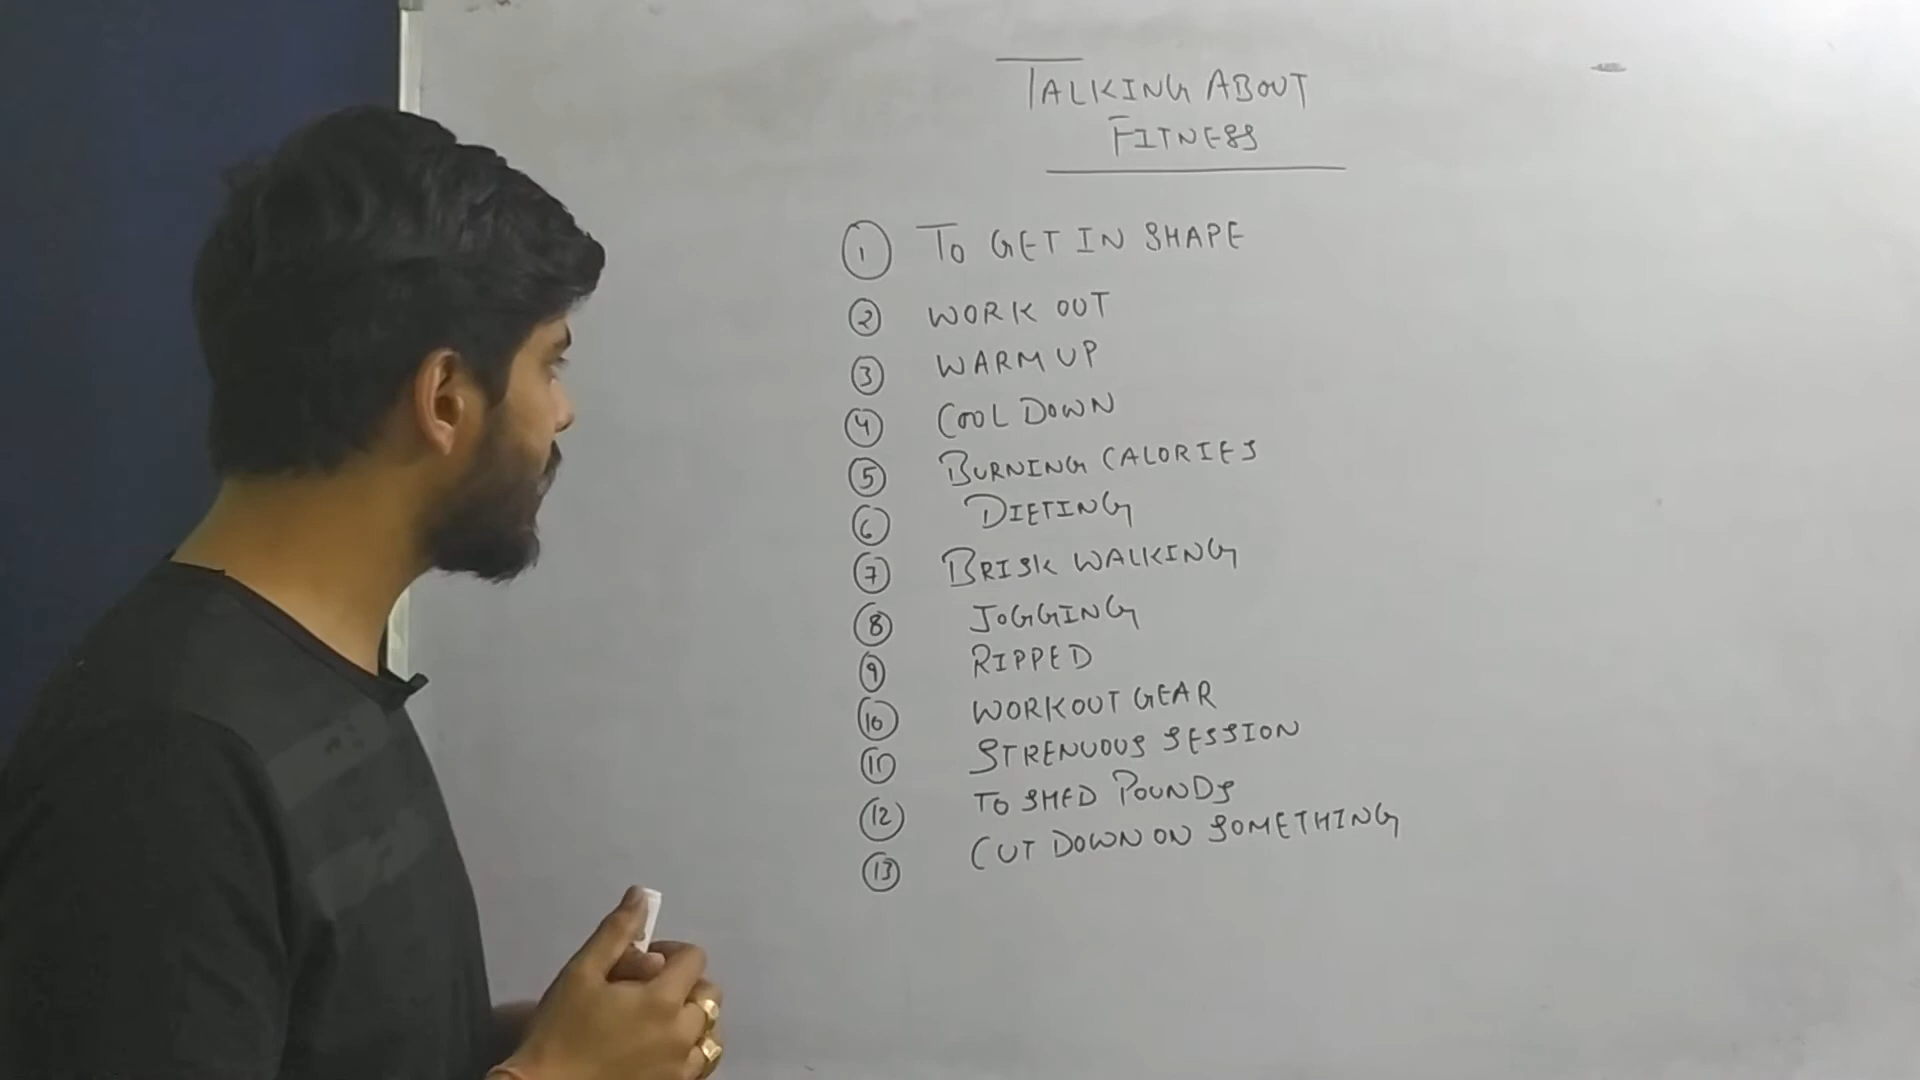 TALKING ABOUT
FITNESS
1 TO GET IN SHAPE
2 WORK OUT
3 WARM UP
4 COOL DOWN
5 BURNING CALORIES
6 DIETING
7 BRISK WALKING
8 JOGGING
9 RIPPED
10 WORKOUT GEAR
11 STRENUOUS SESSION
12 TO SHED POUNDS
13 CUT DOWN ON SOMETHING